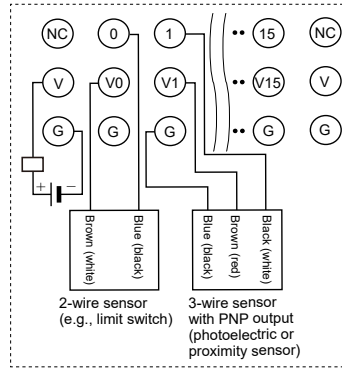 NC 0 1 •• 15 NC
V V0 V1 •• V15 V
G G G •• G G
+ −
Brown (white)
Blue (black)
Blue (black)
Brown (red)
Black (white)
2-wire sensor
(e.g., limit switch)
3-wire sensor
with PNP output
(photoelectric or
proximity sensor)